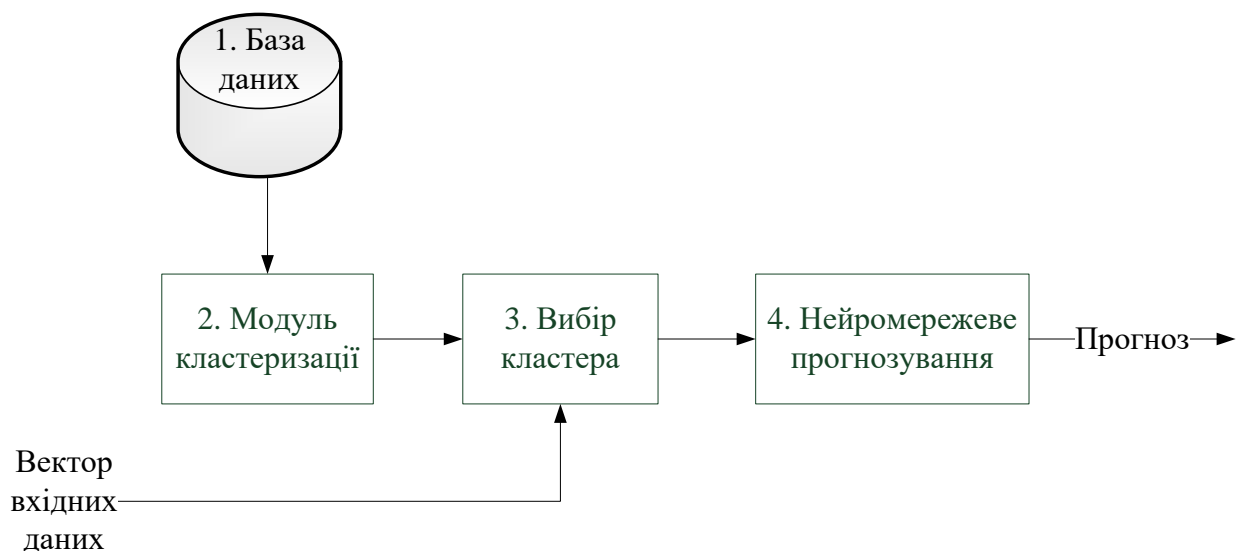 1. База
даних
2. Модуль
кластеризації
3. Вибір
кластера
4. Нейромережеве
прогнозування
Прогноз
Вектор
вхідних
даних